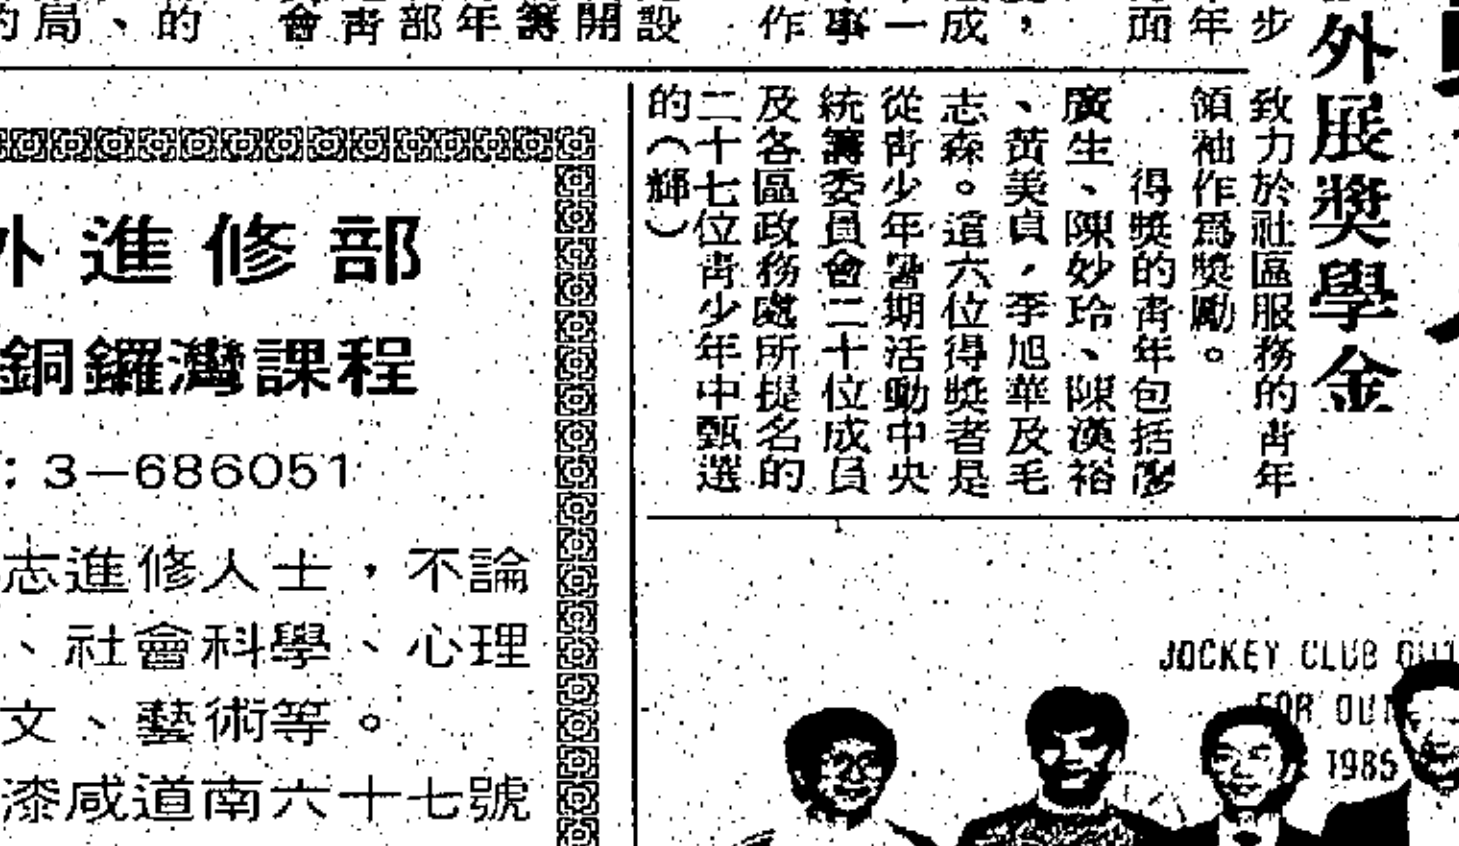 步
年
面
成
一
事
作
設開籌年部青會
的、局
外展獎學金
致力於社區服務的青年
領袖作爲獎勵。
得獎的青年包括廖
廣生、陳妙玲、陳漢裕
、黃美貞，李旭華及毛
志森。這六位得獎者是
從青少年暑期活動中央
統籌委員會二十位成員
及各區政務處所提名的
二十七位青少年中甄選
的（輝）
外進修部
銅鑼灣課程
：3—686051
志進修人士，不論
、社會科學、心理
文、藝術等。
漆咸道南六十七號
JOCKEY CLUB OUT
FOR OUT
1985